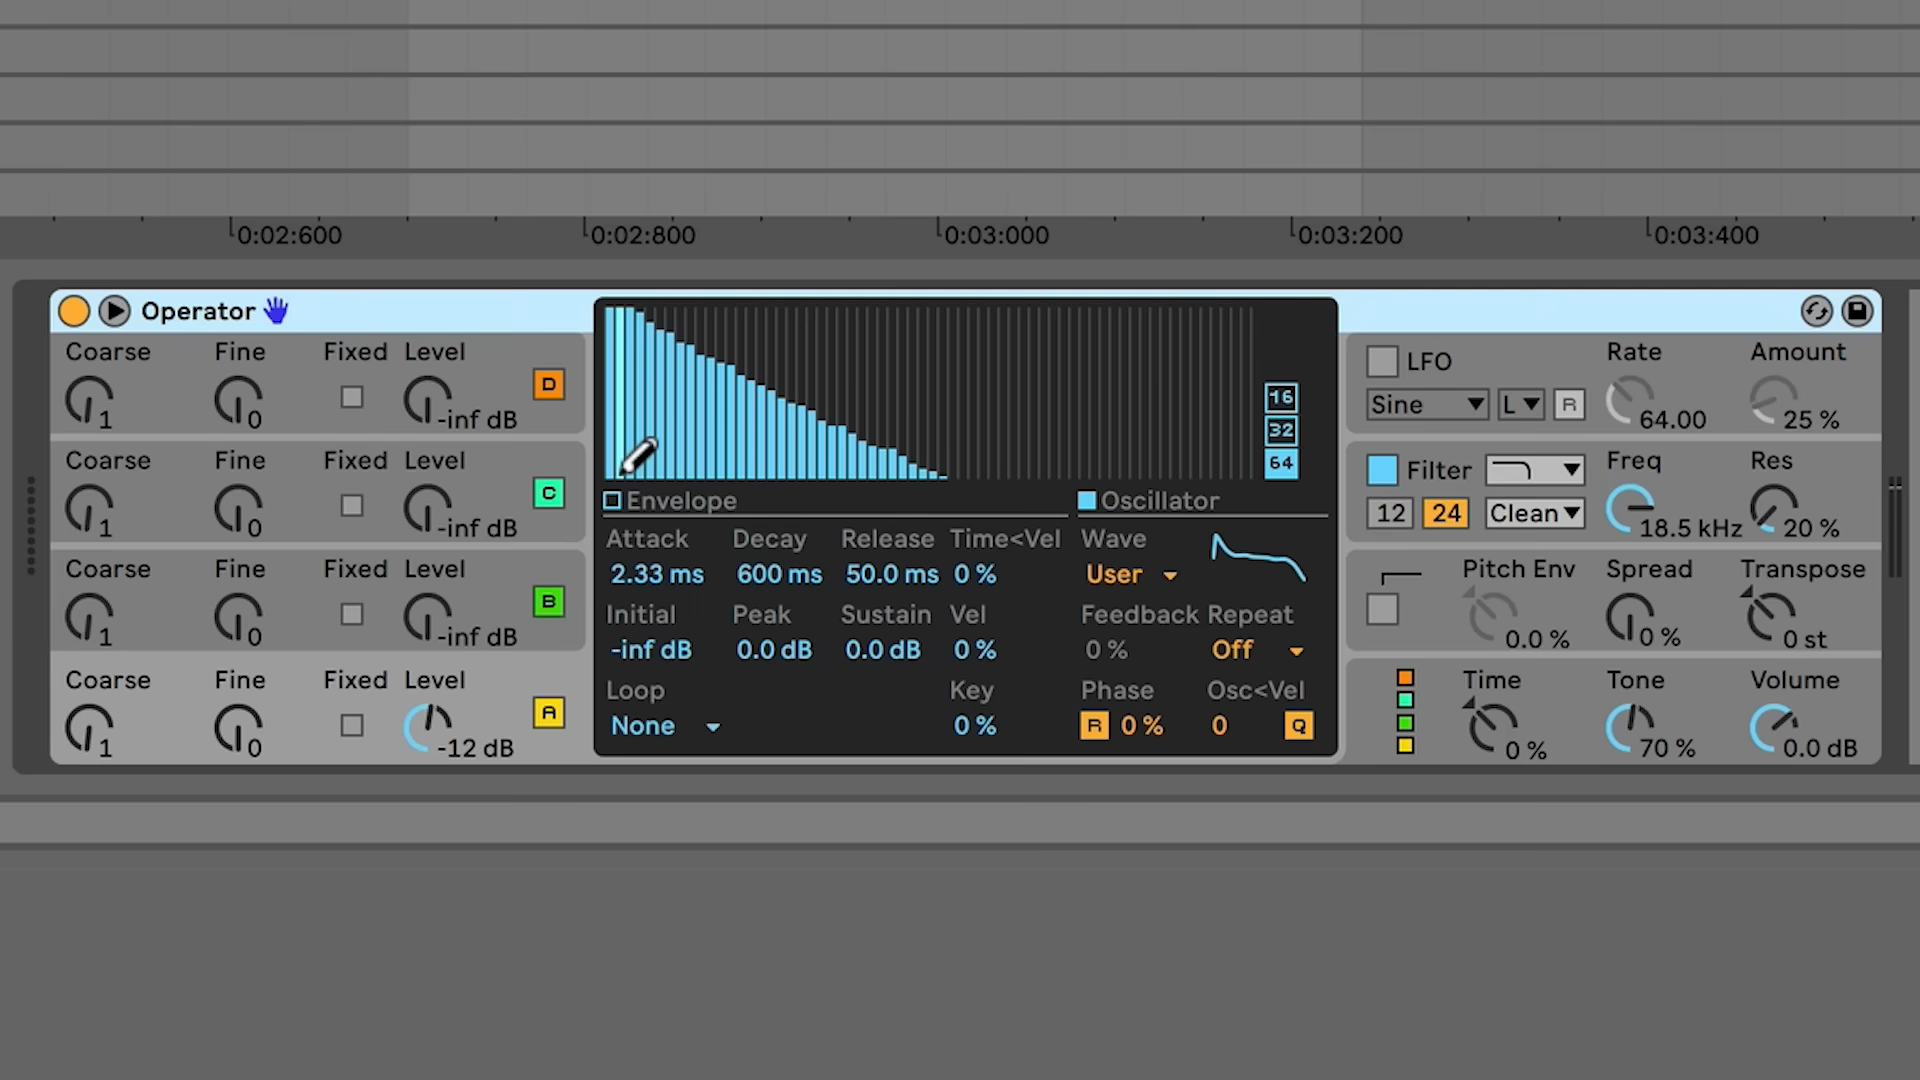 0:02:600 0:02:800 0:03:000 0:03:200 0:03:400
Operator
Coarse Fine Fixed Level
1 0 -inf dB D
Coarse Fine Fixed Level
1 0 -inf dB C
Coarse Fine Fixed Level
1 0 -inf dB B
Coarse Fine Fixed Level
1 0 -12 dB A
16
32
64
Envelope Oscillator
Attack Decay Release Time<Vel Wave
2.33 ms 600 ms 50.0 ms 0 % User
Initial Peak Sustain Vel Feedback Repeat
-inf dB 0.0 dB 0.0 dB 0 % 0 % Off
Loop Key Phase Osc<Vel
None 0 % R 0 % 0 Q
LFO Rate Amount
Sine L R 64.00 25 %
Filter Freq Res
12 24 Clean 18.5 kHz 20 %
Pitch Env Spread Transpose
0.0 % 0 % 0 st
Time Tone Volume
0 % 70 % 0.0 dB